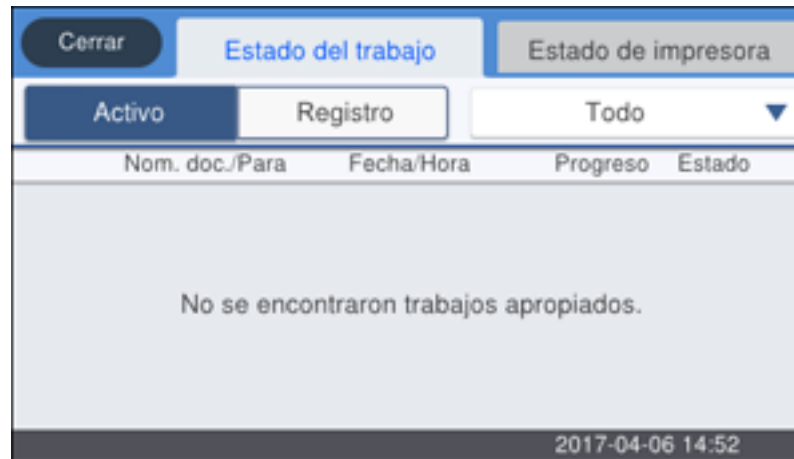 Cerrar Estado del trabajo Estado de impresora
Activo Registro Todo
Nom. doc./Para Fecha/Hora Progreso Estado
No se encontraron trabajos apropiados.
2017-04-06 14:52